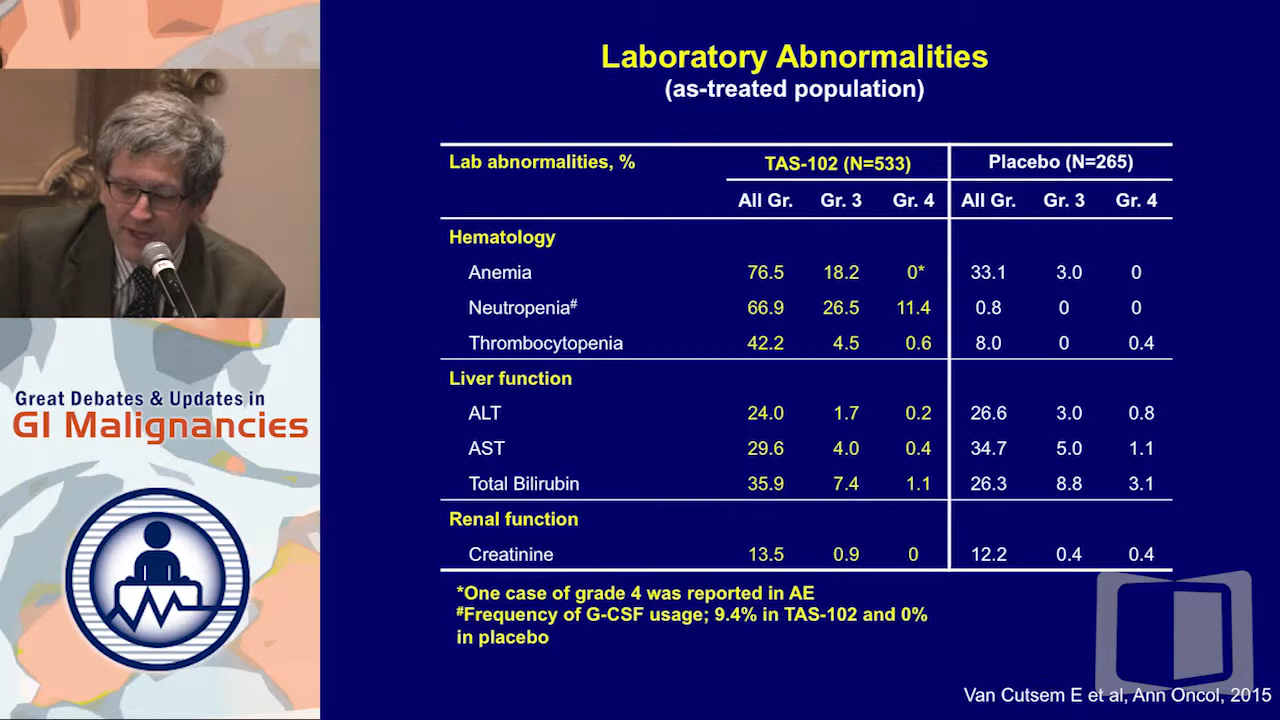 Laboratory Abnormalities
(as-treated population)
Lab abnormalities, % TAS-102 (N=533) Placebo (N=265)
All Gr. Gr. 3 Gr. 4 All Gr. Gr. 3 Gr. 4
Hematology
Anemia 76.5 18.2 0* 33.1 3.0 0
Neutropenia# 66.9 26.5 11.4 0.8 0 0
Thrombocytopenia 42.2 4.5 0.6 8.0 0 0.4
Liver function
ALT 24.0 1.7 0.2 26.6 3.0 0.8
AST 29.6 4.0 0.4 34.7 5.0 1.1
Total Bilirubin 35.9 7.4 1.1 26.3 8.8 3.1
Renal function
Creatinine 13.5 0.9 0 12.2 0.4 0.4
*One case of grade 4 was reported in AE
#Frequency of G-CSF usage; 9.4% in TAS-102 and 0%
in placebo
Van Cutsem E et al, Ann Oncol, 2015
Great Debates & Updates in
GI Malignancies